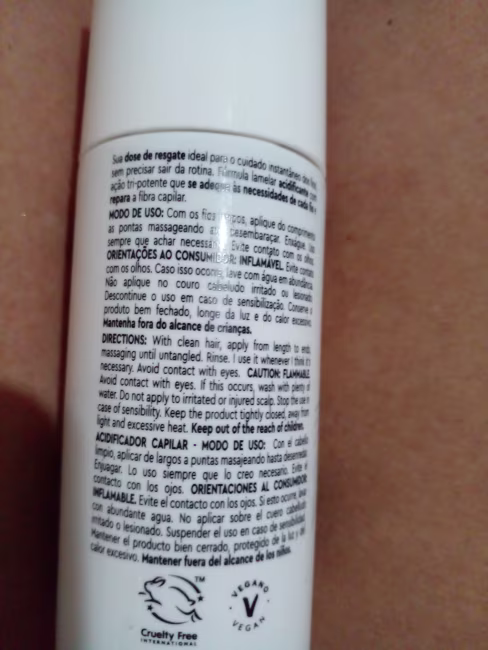 Sua dose de resgate ideal para o cuidado instantâneo dos fios
sem precisar sair da rotina. Fórmula lamelar acidificante com
ação tri-potente que se adequa às necessidades de cada fio e
repara a fibra capilar.
MODO DE USO: Com os fios limpos, aplique do comprimento
as pontas massageando até desembaraçar. Enxágue. Use
sempre que achar necessário. Evite contato com os olhos.
ORIENTAÇÕES AO CONSUMIDOR: INFLAMÁVEL. Evite contato
com os olhos. Caso isso ocorra, lave com água em abundância
Não aplique no couro cabeludo irritado ou lesionado
Descontinue o uso em caso de sensibilização. Conserve o
produto bem fechado, longe da luz e do calor excessivo.
Mantenha fora do alcance de crianças.
DIRECTIONS: With clean hair, apply from length to ends
massaging until untangled. Rinse. I use it whenever I think it's
necessary. Avoid contact with eyes. CAUTION: FLAMMABLE.
Avoid contact with eyes. If this occurs, wash with plenty of
water. Do not apply to irritated or injured scalp. Stop the use in
case of sensibility. Keep the product tightly closed, away from
light and excessive heat. Keep out of the reach of children.
ACIDIFICADOR CAPILAR - MODO DE USO: Con el cabello
limpio, aplicar de largos a puntas masajeando hasta desenredar
Enjuagar. Lo uso siempre que lo creo necesario. Evite el
contacto con los ojos. ORIENTACIONES AL CONSUMIDOR:
INFLAMABLE. Evite el contacto con los ojos. Si esto ocurre, lavar
con abundante agua. No aplicar sobre el cuero cabelludo
irritado o lesionado. Suspender el uso en caso de sensibilidad.
Mantener el producto bien cerrado, protegido de la luz y del
calor excesivo. Mantener fuera del alcance de los niños.
TM
Cruelty Free
INTERNATIONAL
VEGANO
V
VEGAN